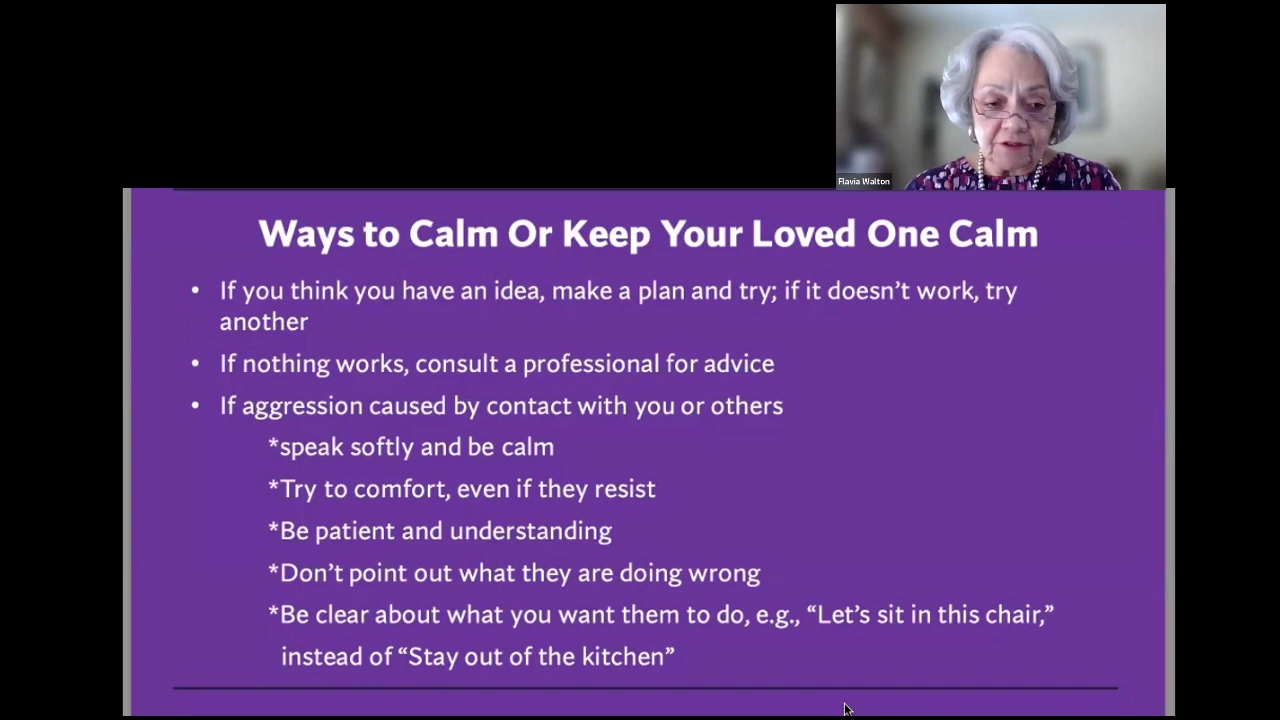 Flavia Walton
Ways to Calm Or Keep Your Loved One Calm
• If you think you have an idea, make a plan and try; if it doesn’t work, try
another
• If nothing works, consult a professional for advice
• If aggression caused by contact with you or others
*speak softly and be calm
*Try to comfort, even if they resist
*Be patient and understanding
*Don’t point out what they are doing wrong
*Be clear about what you want them to do, e.g., “Let’s sit in this chair,”
instead of “Stay out of the kitchen”